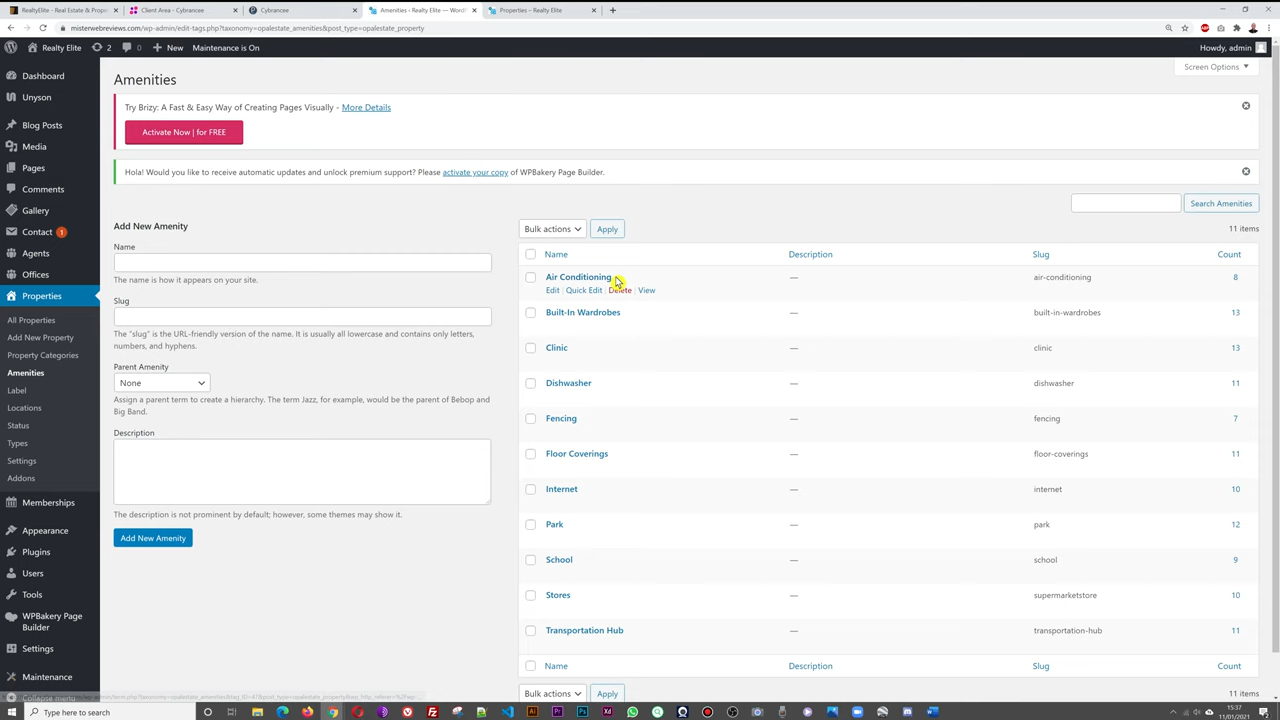 RealtyElite - Real Estate & Prope
Client Area - Cybrancee
Cybrancee
Amenities ‹ Realty Elite — Word
Properties – Realty Elite
misterwebreviews.com/wp-admin/edit-tags.php?taxonomy=opalestate_amenities&post_type=opalestate_property
Realty Elite
2
0
New
Maintenance is On
Howdy, admin
Dashboard
Unyson
Blog Posts
Media
Pages
Comments
Gallery
Contact 1
Agents
Offices
Properties
All Properties
Add New Property
Property Categories
Amenities
Label
Locations
Status
Types
Settings
Addons
Memberships
Appearance
Plugins
Users
Tools
WPBakery Page
Builder
Settings
Maintenance
Collapse menu
Amenities
Screen Options
Try Brizy: A Fast & Easy Way of Creating Pages Visually - More Details
Activate Now | for FREE
Hola! Would you like to receive automatic updates and unlock premium support? Please activate your copy of WPBakery Page Builder.
Search Amenities
Add New Amenity
Name
The name is how it appears on your site.
Slug
The “slug” is the URL-friendly version of the name. It is usually all lowercase and contains only letters,
numbers, and hyphens.
Parent Amenity
None
Assign a parent term to create a hierarchy. The term Jazz, for example, would be the parent of Bebop and
Big Band.
Description
The description is not prominent by default; however, some themes may show it.
Add New Amenity
Bulk actions Apply 11 items
Name Description Slug Count
Air Conditioning — air-conditioning 8
Edit | Quick Edit | Delete | View
Built-In Wardrobes — built-in-wardrobes 13
Clinic — clinic 13
Dishwasher — dishwasher 11
Fencing — fencing 7
Floor Coverings — floor-coverings 11
Internet — internet 10
Park — park 12
School — school 9
Stores — supermarketstore 10
Transportation Hub — transportation-hub 11
Name Description Slug Count
Bulk actions Apply 11 items
Type here to search
15:37
11/01/2021